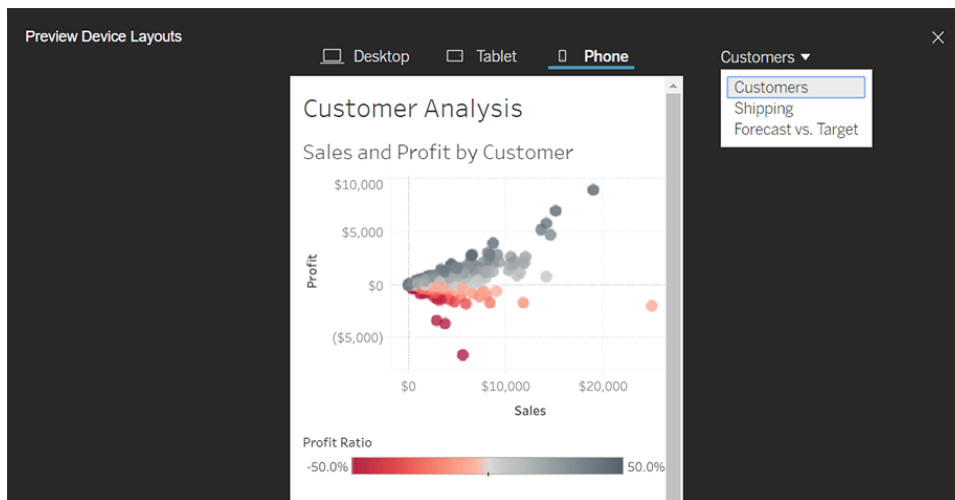 Preview Device Layouts
Desktop
Tablet
Phone
Customers
Customers
Shipping
Forecast vs. Target
Customer Analysis
Sales and Profit by Customer
$10,000
$5,000
$0
($5,000)
Profit
$0
$10,000
$20,000
Sales
Profit Ratio
-50.0%
50.0%